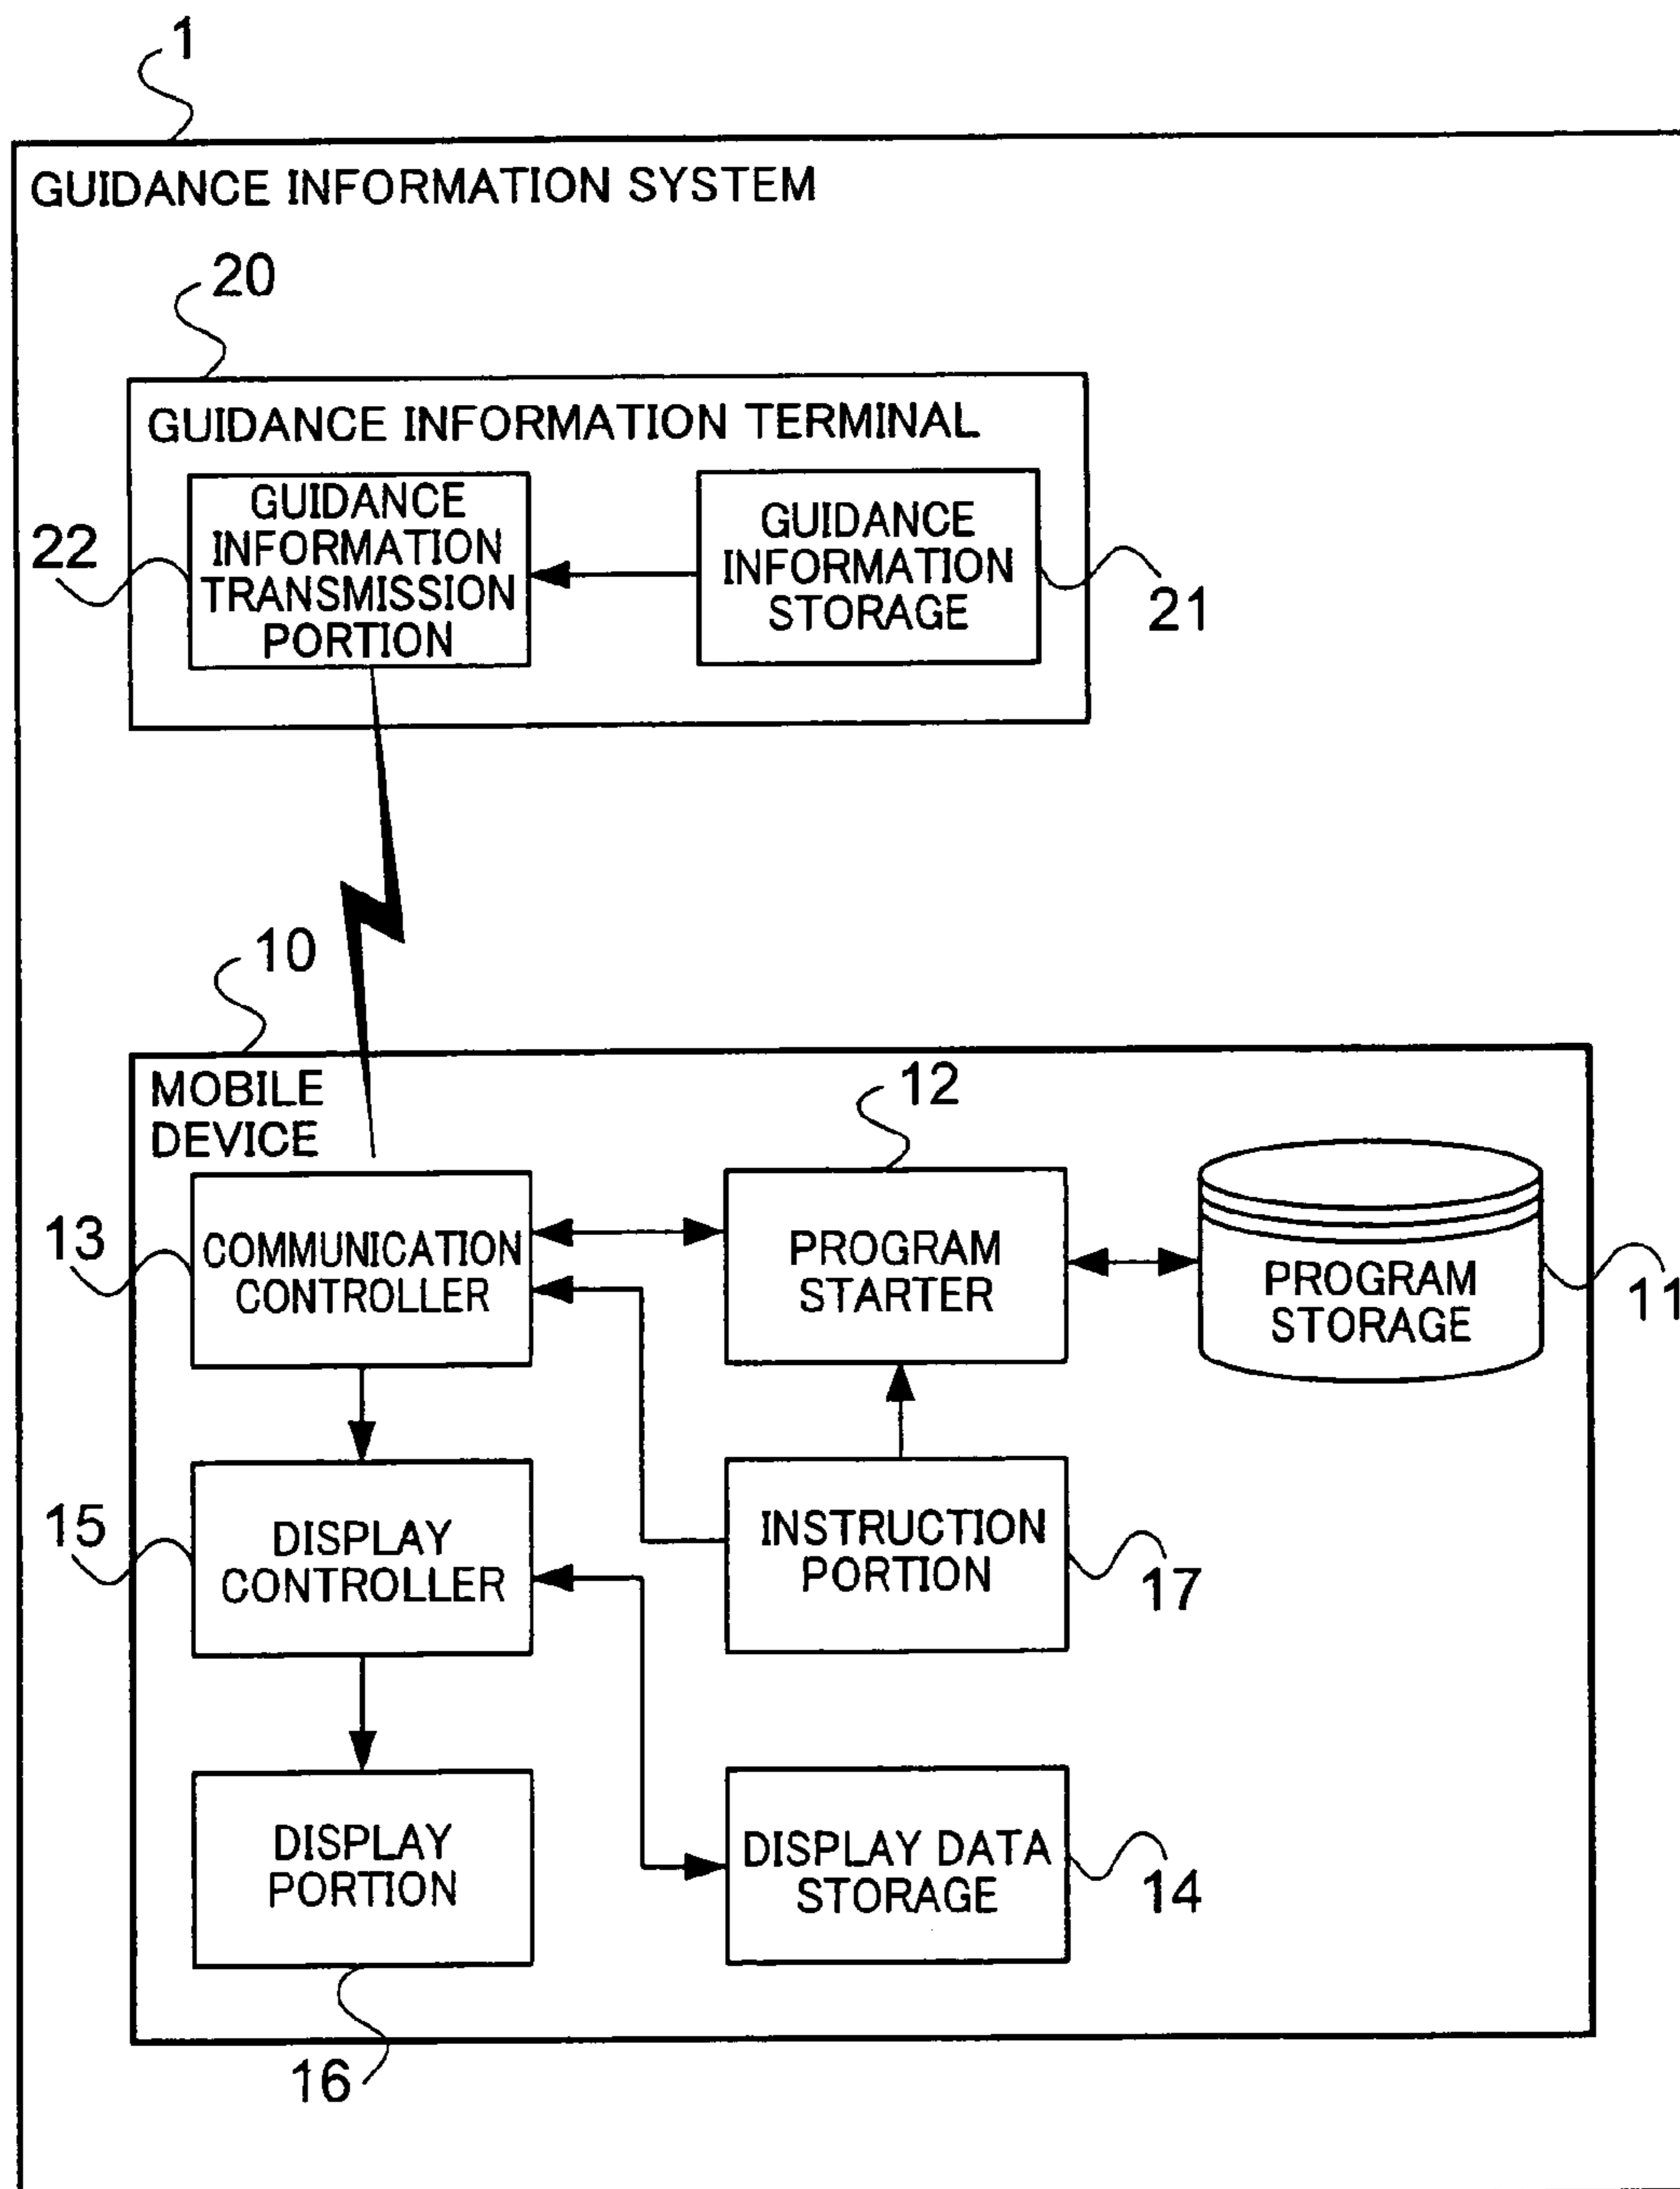 1
GUIDANCE INFORMATION SYSTEM
20
GUIDANCE INFORMATION TERMINAL
GUIDANCE
INFORMATION
TRANSMISSION
PORTION
22
GUIDANCE
INFORMATION
STORAGE
21
10
MOBILE
DEVICE
12
13
COMMUNICATION
CONTROLLER
PROGRAM
STARTER
PROGRAM
STORAGE
11
15
DISPLAY
CONTROLLER
INSTRUCTION
PORTION
17
DISPLAY
PORTION
DISPLAY DATA
STORAGE
14
16